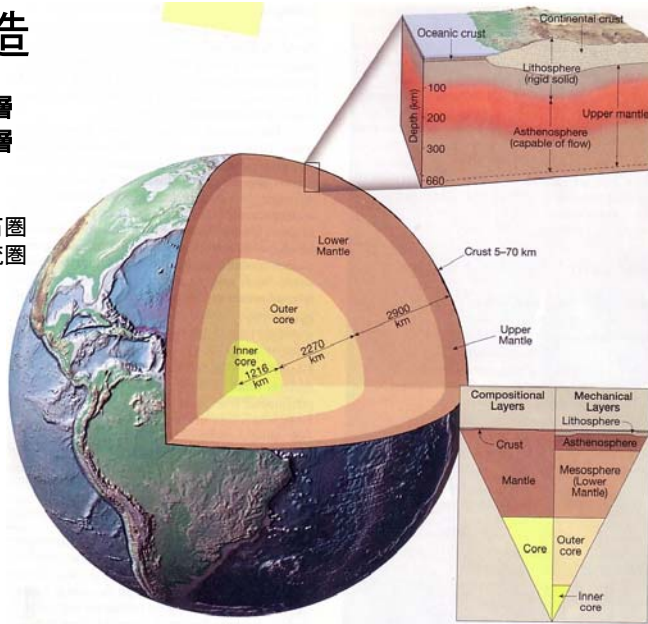 造
層
層
石圈
流圈
Oceanic crust
Continental crust
Lithosphere
(rigid solid)
Depth (km)
100
200
300
660
Upper mantle
Asthenosphere
(capable of flow)
Lower
Mantle
Crust 5–70 km
Outer
core
2900
km
2270
km
Inner
core
1216
km
Upper
Mantle
Compositional
Layers
Mechanical
Layers
Lithosphere
Crust
Asthenosphere
Mantle
Mesosphere
(Lower
Mantle)
Core
Outer
core
Inner
core